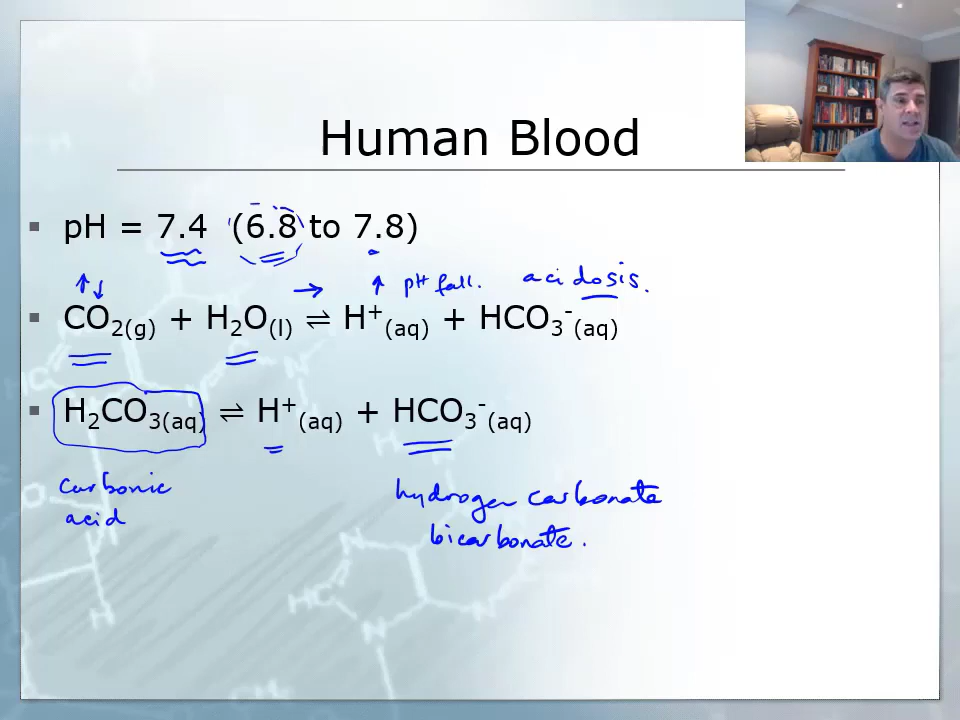 Human Blood
▪ pH = 7.4 (6.8 to 7.8)
↑↓ → ↑ pH fall. acidosis.
▪ CO₂(g) + H₂O(l) ⇌ H⁺(aq) + HCO₃⁻(aq)
▪ H₂CO₃(aq) ⇌ H⁺(aq) + HCO₃⁻(aq)
carbonic hydrogen carbonate
acid bicarbonate.